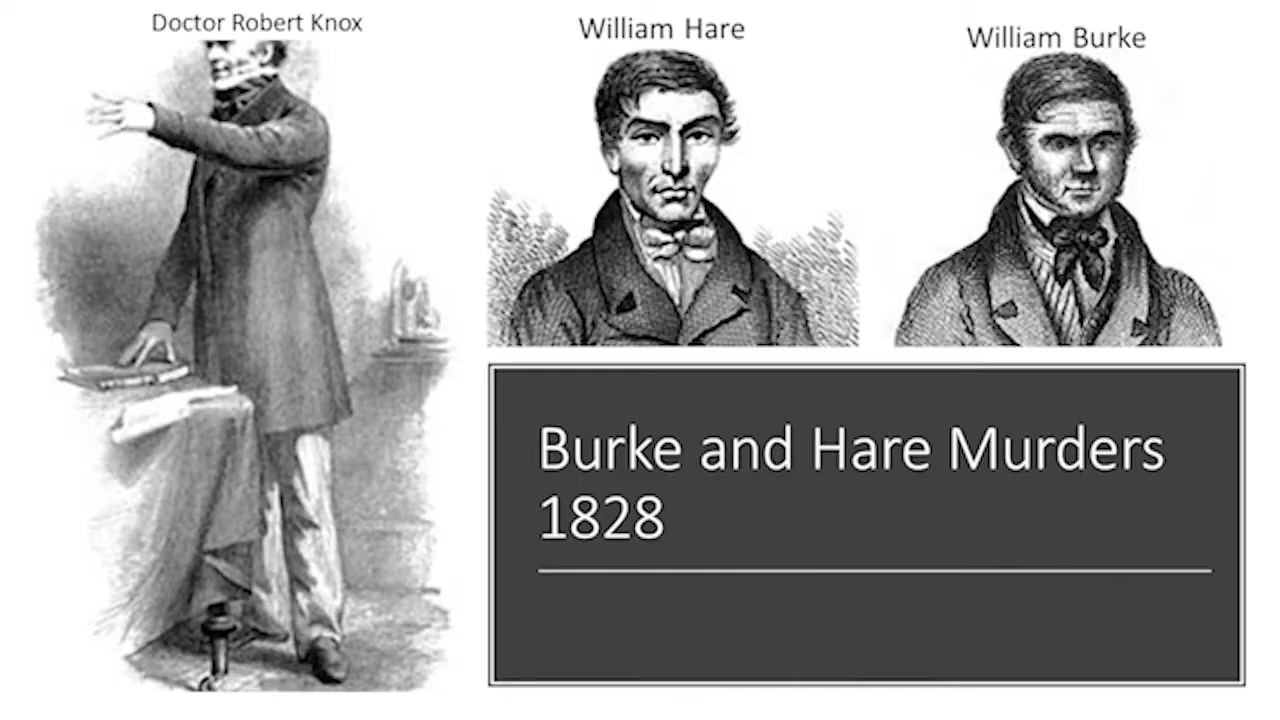 Doctor Robert Knox
William Hare
William Burke
Burke and Hare Murders
1828